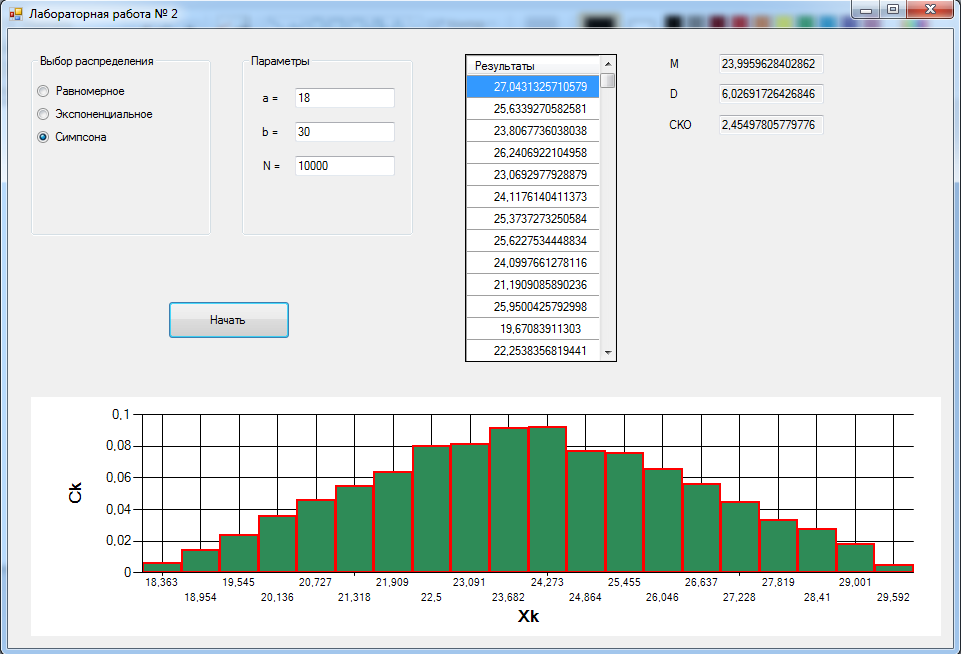 Лабораторная работа № 2
Выбор распределения
Равномерное
Экспоненциальное
Симпсона
Параметры
a = 18
b = 30
N = 10000
Начать
Результаты
27,0431325710579
25,6339270582581
23,8067736038038
26,2406922104958
23,0692977928879
24,1176140411373
25,3737273250584
25,6227534448834
24,0997661278116
21,1909085890236
25,9500425792998
19,67083911303
22,2538356819441
M 23,9959628402862
D 6,02691726426846
СКО 2,45497805779776
0,1
0,08
0,06
0,04
0,02
0
Ck
18,363 19,545 20,727 21,909 23,091 24,273 25,455 26,637 27,819 29,001
18,954 20,136 21,318 22,5 23,682 24,864 26,046 27,228 28,41 29,592
Xk